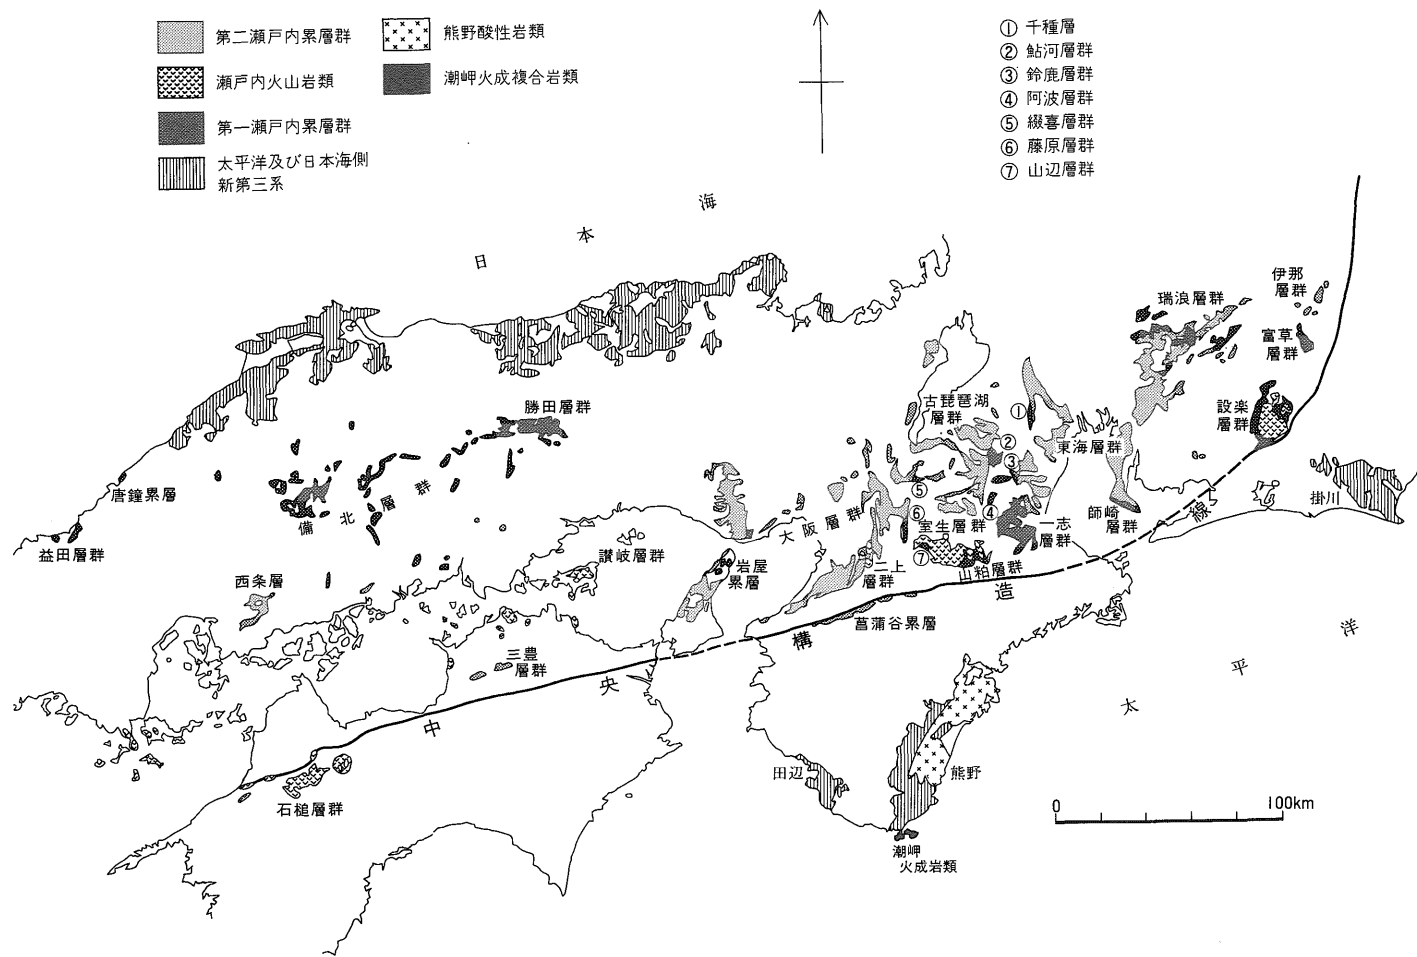 第二瀬戸内累層群
瀬戸内火山岩類
第一瀬戸内累層群
太平洋及び日本海側
新第三系
熊野酸性岩類
潮岬火成複合岩類
① 千種層
② 鮎河層群
③ 鈴鹿層群
④ 阿波層群
⑤ 綴喜層群
⑥ 藤原層群
⑦ 山辺層群
日本海
伊那
層群
瑞浪層群
富草
層群
設楽
層群
古琵琶湖
層群
勝田層群
①
②
③
④
⑤
⑥
⑦
東海層群
掛川
唐鐘累層
備北層群
大阪層群
師崎
層群
室生層群
一志
層群
益田層群
讃岐層群
岩屋
累層
二上
層群
山粕層群
西条層
菖蒲谷累層
三豊
層群
中央構造線
太平洋
石槌層群
田辺
熊野
潮岬
火成岩類
0
100km